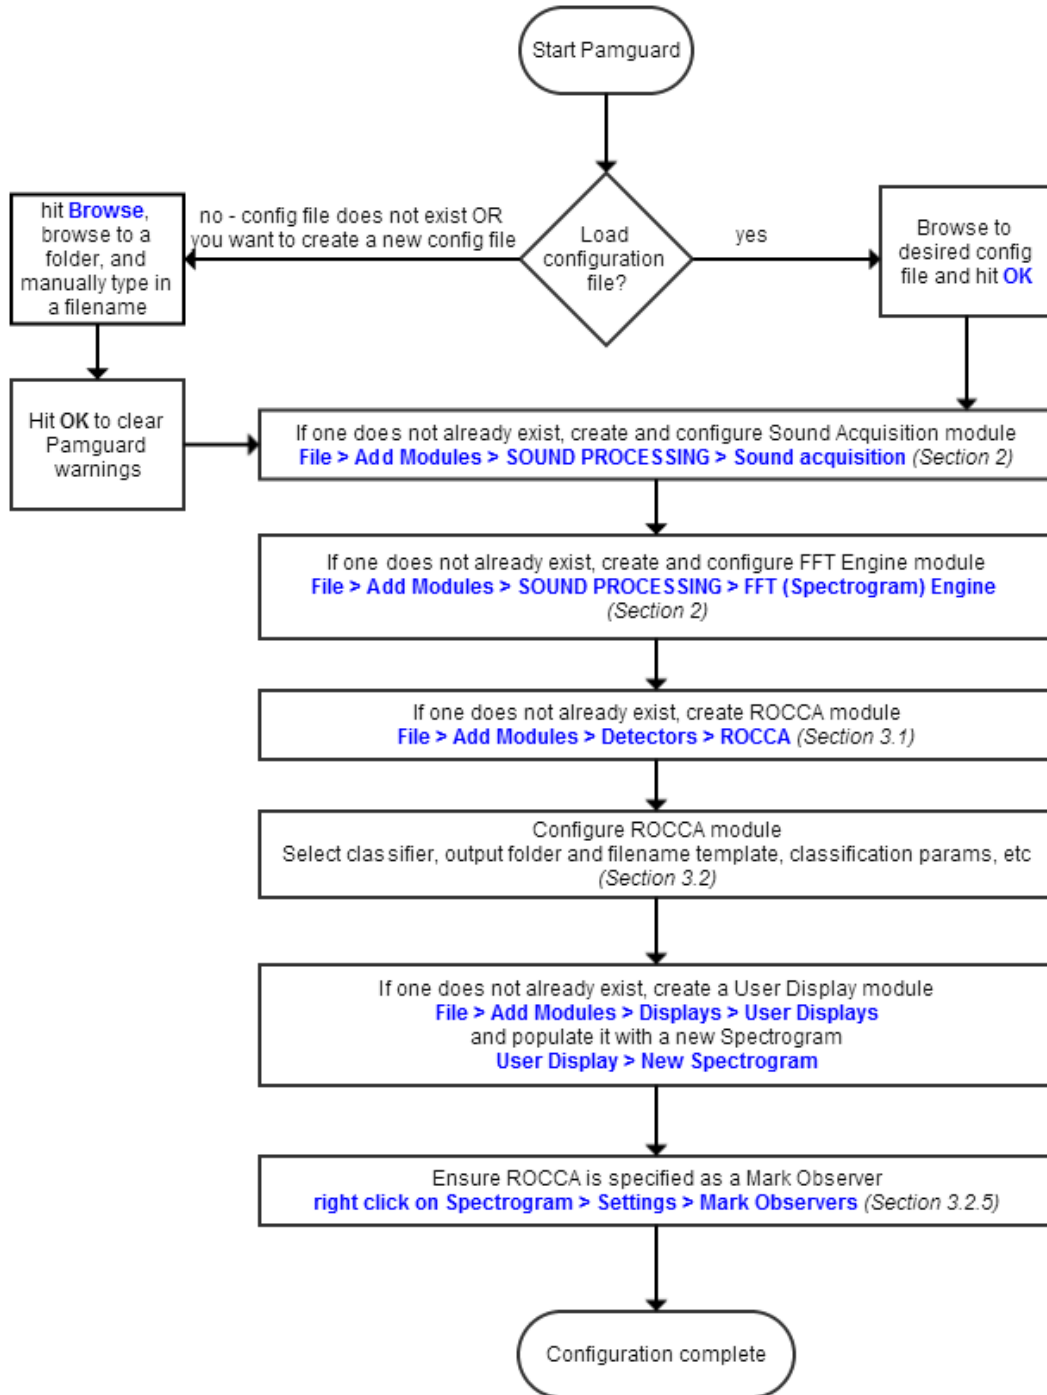 Start Pamguard
Load
configuration
file?
no - config file does not exist OR
you want to create a new config file
yes
hit Browse,
browse to a
folder, and
manually type in
a filename
Browse to
desired config
file and hit OK
Hit OK to clear
Pamguard
warnings
If one does not already exist, create and configure Sound Acquisition module
File > Add Modules > SOUND PROCESSING > Sound acquisition (Section 2)
If one does not already exist, create and configure FFT Engine module
File > Add Modules > SOUND PROCESSING > FFT (Spectrogram) Engine
(Section 2)
If one does not already exist, create ROCCA module
File > Add Modules > Detectors > ROCCA (Section 3.1)
Configure ROCCA module
Select classifier, output folder and filename template, classification params, etc
(Section 3.2)
If one does not already exist, create a User Display module
File > Add Modules > Displays > User Displays
and populate it with a new Spectrogram
User Display > New Spectrogram
Ensure ROCCA is specified as a Mark Observer
right click on Spectrogram > Settings > Mark Observers (Section 3.2.5)
Configuration complete